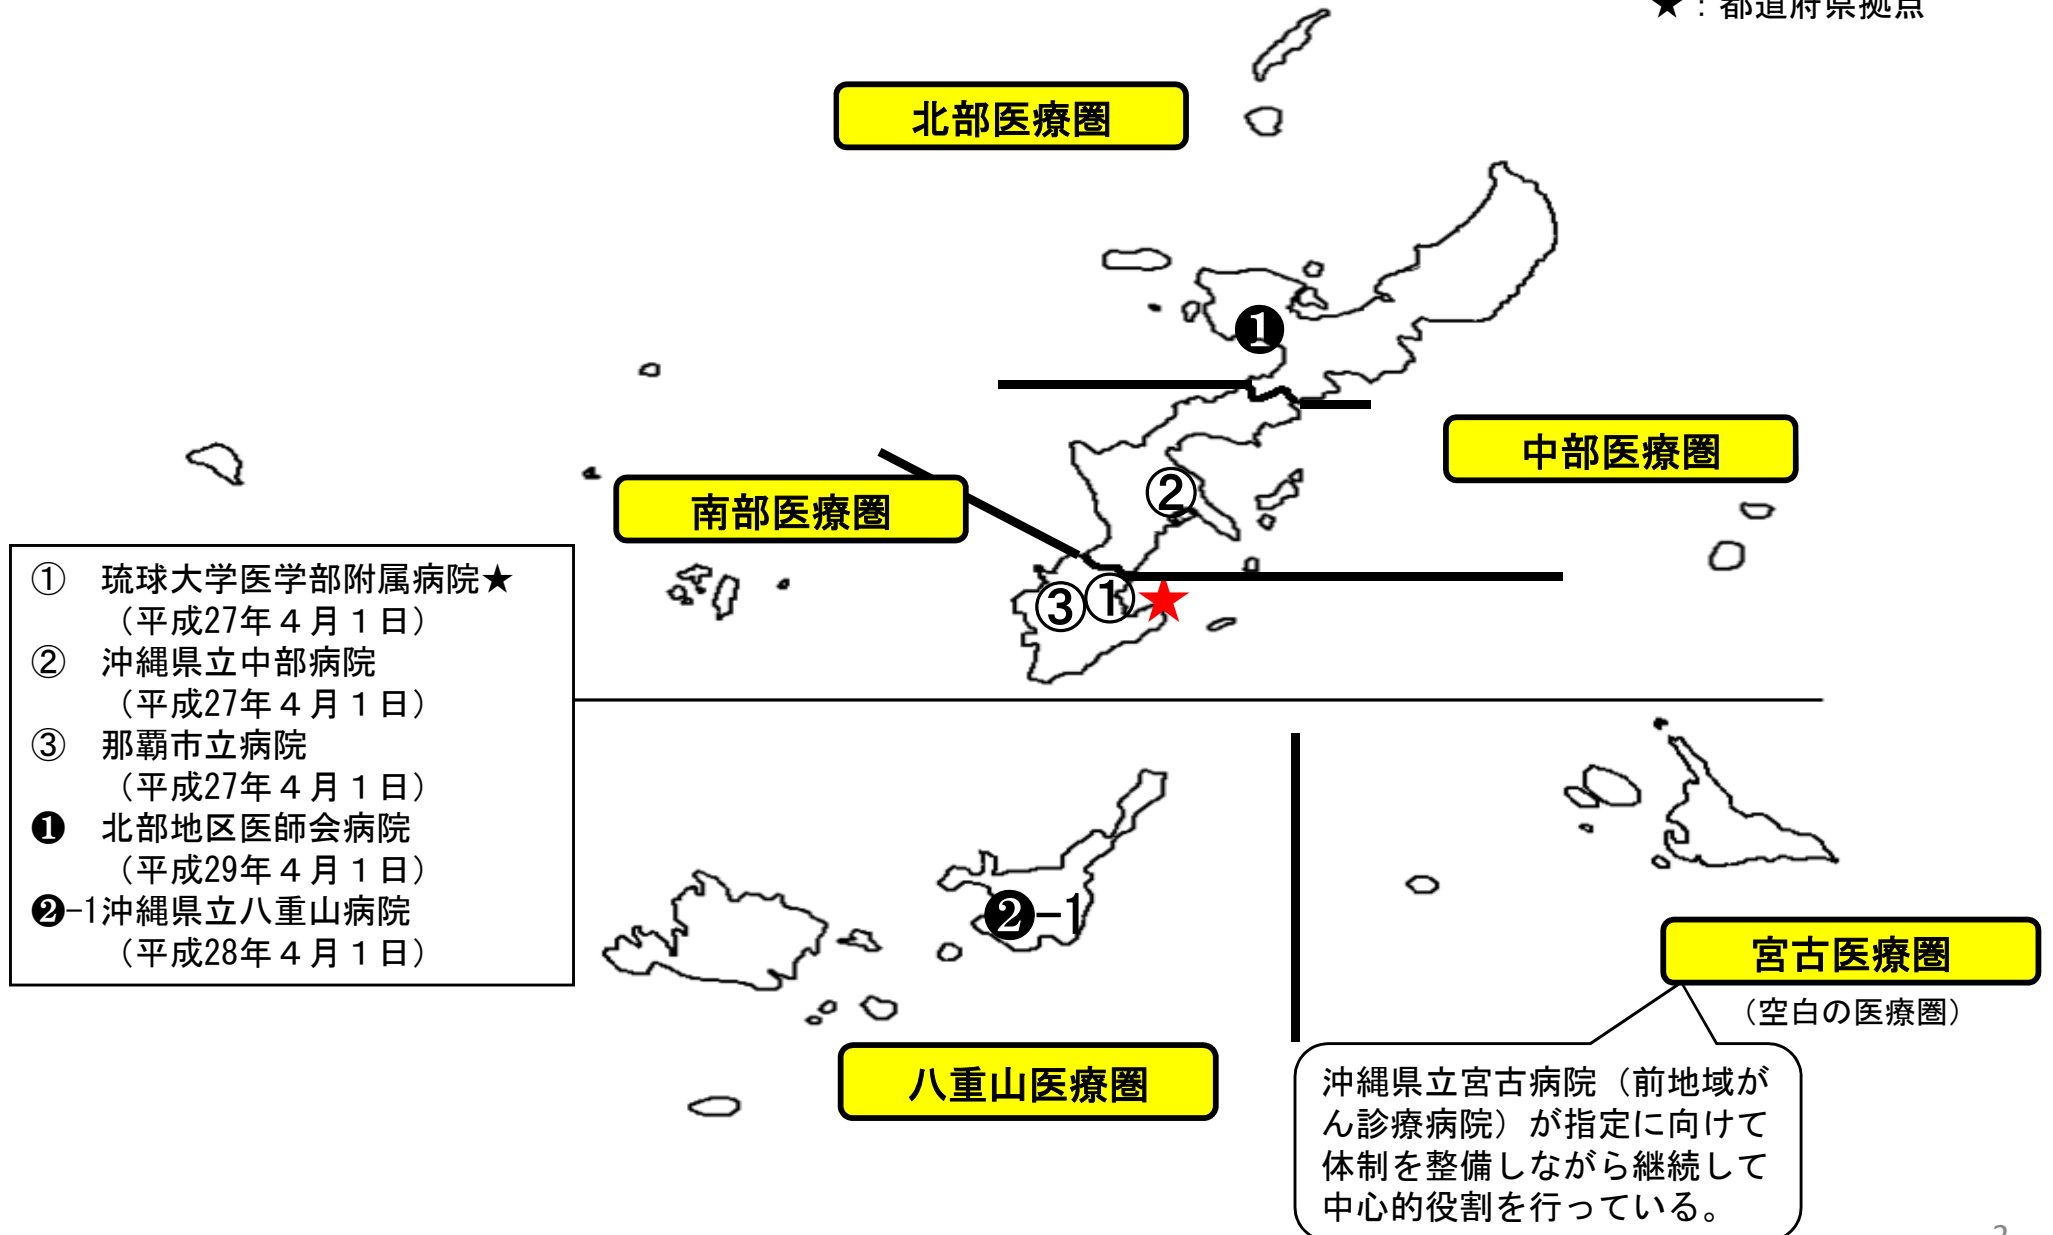 ★：都道府県拠点
北部医療圏
中部医療圏
南部医療圏
❶
②
③
①
★
①　琉球大学医学部附属病院★
（平成27年４月１日）
②　沖縄県立中部病院
（平成27年４月１日）
③　那覇市立病院
（平成27年４月１日）
❶　北部地区医師会病院
（平成29年４月１日）
❷-1沖縄県立八重山病院
（平成28年４月１日）
❷-1
宮古医療圏
（空白の医療圏）
八重山医療圏
沖縄県立宮古病院（前地域が
ん診療病院）が指定に向けて
体制を整備しながら継続して
中心的役割を行っている。
2